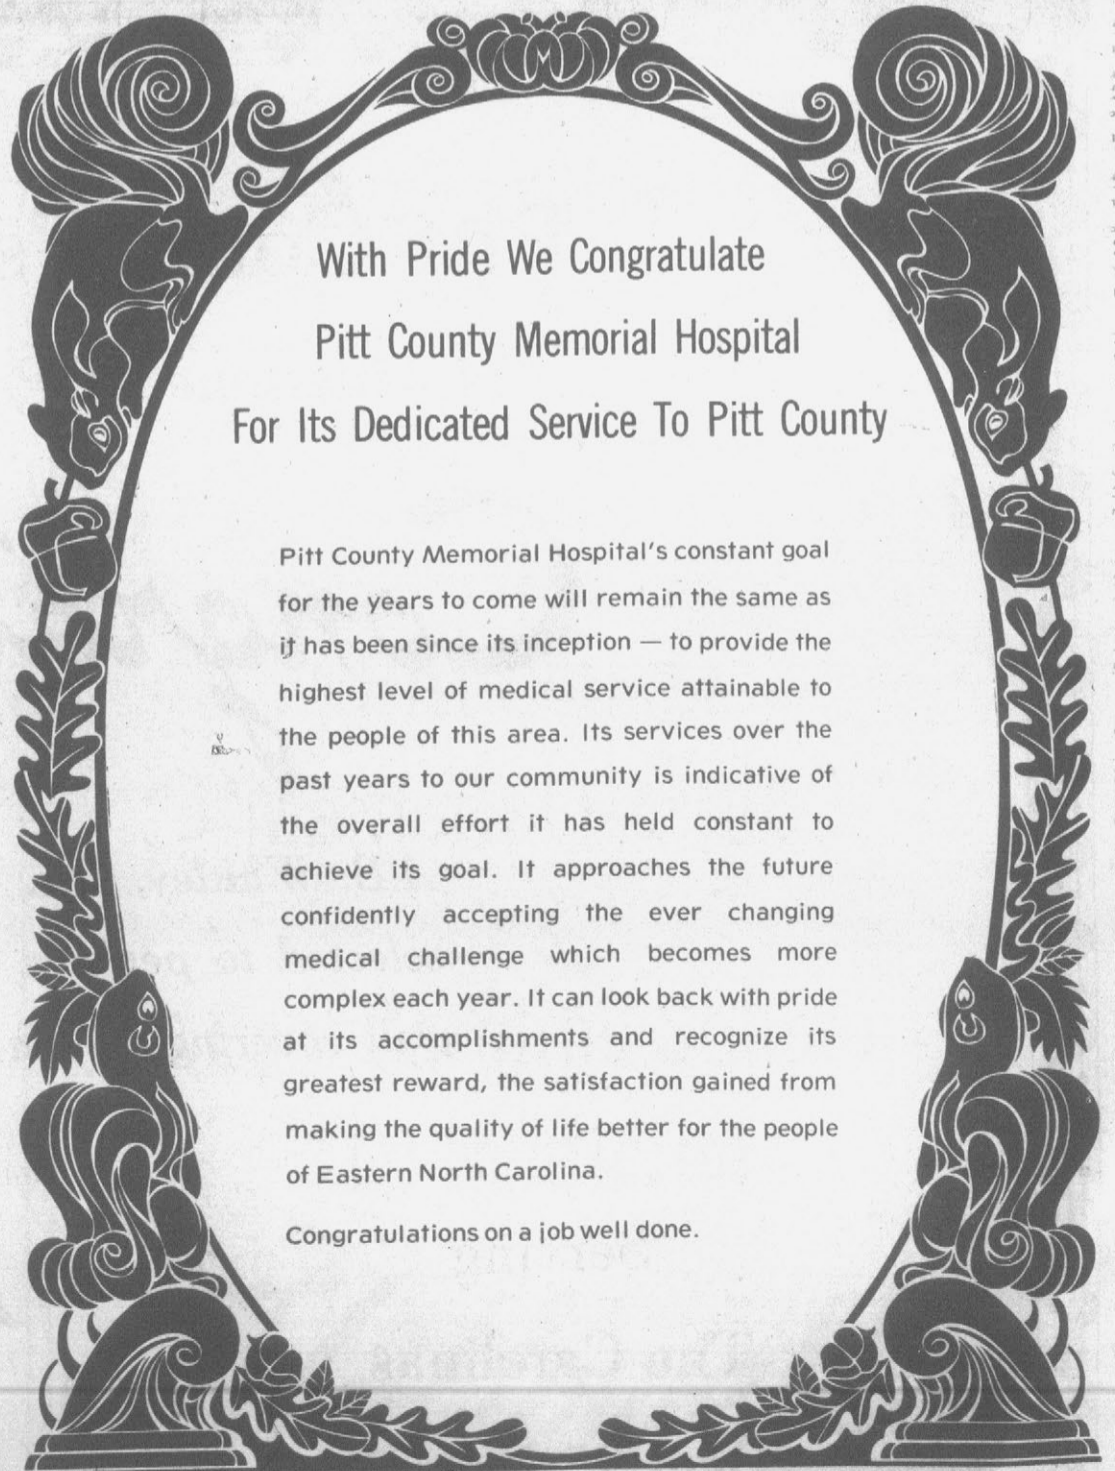 With Pride We Congratulate
Pitt County Memorial Hospital
For Its Dedicated Service To Pitt County
Pitt County Memorial Hospital's constant goal
for the years to come will remain the same as
it has been since its inception — to provide the
highest level of medical service attainable to
the people of this area. Its services over the
past years to our community is indicative of
the overall effort it has held constant to
achieve its goal. It approaches the future
confidently accepting the ever changing
medical challenge which becomes more
complex each year. It can look back with pride
at its accomplishments and recognize its
greatest reward, the satisfaction gained from
making the quality of life better for the people
of Eastern North Carolina.
Congratulations on a job well done.